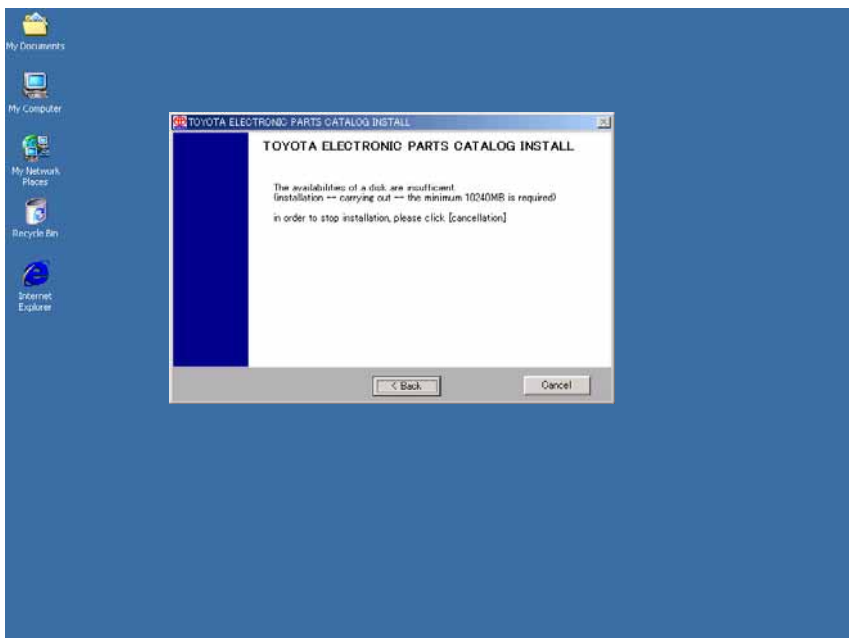 My Documents
My Computer
My Network
Places
Recycle Bin
Internet
Explorer
TOYOTA ELECTRONIC PARTS CATALOG INSTALL
TOYOTA ELECTRONIC PARTS CATALOG INSTALL
The availabilities of a disk are insufficient.
(installation -- carrying out -- the minimum 10240MB is required)
in order to stop installation, please click [cancellation]
< Back
Cancel